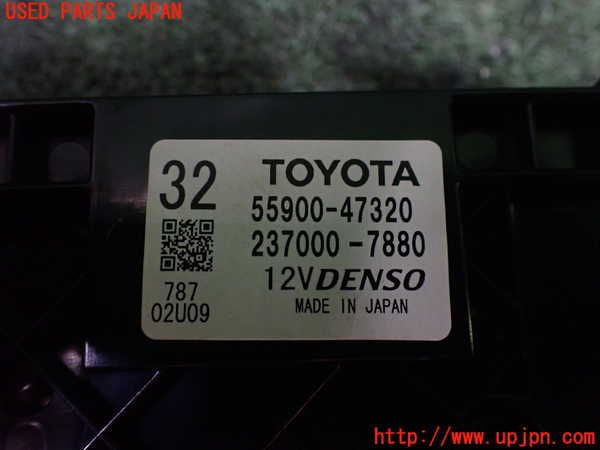 USED PARTS JAPAN
32
TOYOTA
55900-47320
237000-7880
12V DENSO
MADE IN JAPAN
787
02U09
http://www.upjpn.com/